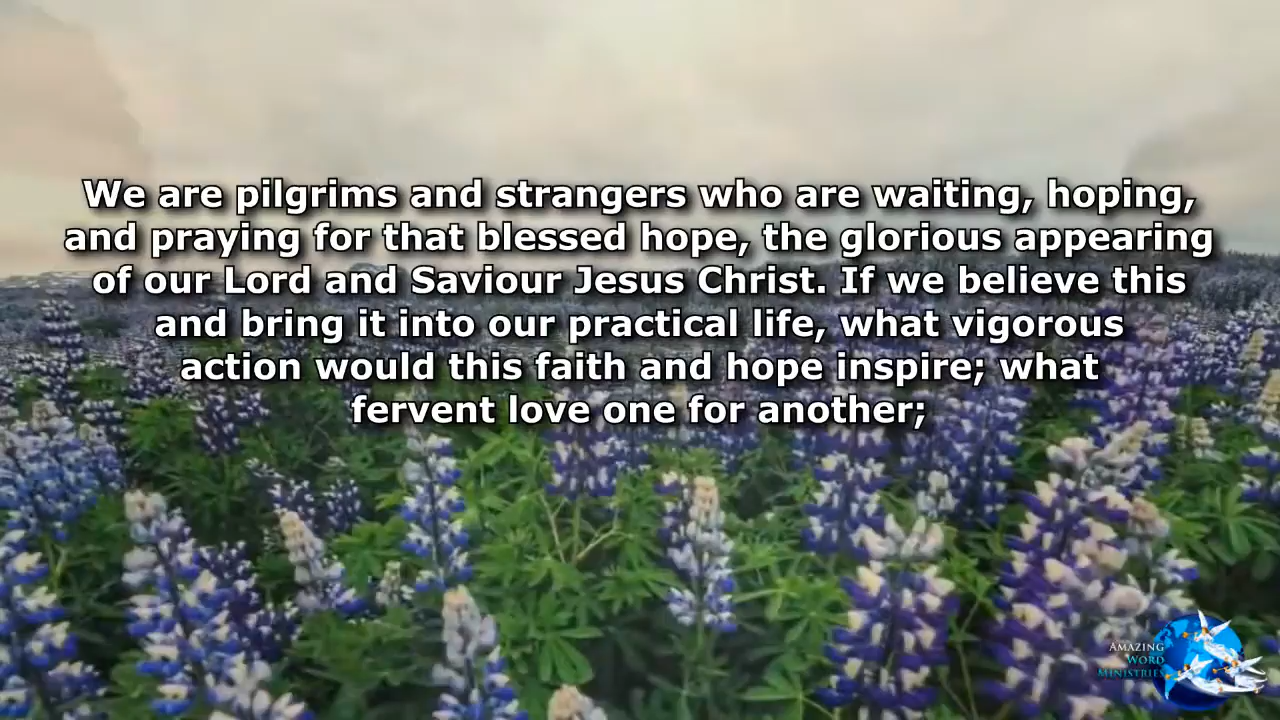 We are pilgrims and strangers who are waiting, hoping,
and praying for that blessed hope, the glorious appearing
of our Lord and Saviour Jesus Christ. If we believe this
and bring it into our practical life, what vigorous
action would this faith and hope inspire; what
fervent love one for another;
AMAZING
WORD
MINISTRIES